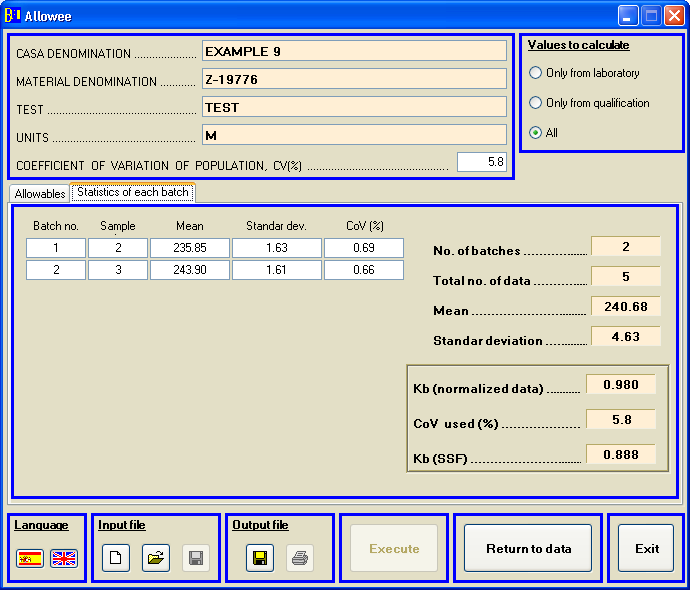 Allowee
CASA DENOMINATION ..................... EXAMPLE 9
MATERIAL DENOMINATION ............ Z-19776
TEST .................................................. TEST
UNITS ................................................. M
COEFFICIENT OF VARIATION OF POPULATION, CV(%) ................................................ 5.8
Values to calculate
Only from laboratory
Only from qualification
All
Allowables
Statistics of each batch
Batch no. Sample Mean Standar dev. CoV (%)
1 2 235.85 1.63 0.69
2 3 243.90 1.61 0.66
No. of batches .................. 2
Total no. of data ............... 5
Mean ................................ 240.68
Standar deviation ............ 4.63
Kb (normalized data) ......... 0.980
CoV used (%) ...................... 5.8
Kb (SSF) .............................. 0.888
Language
Input file
Output file
Execute
Return to data
Exit